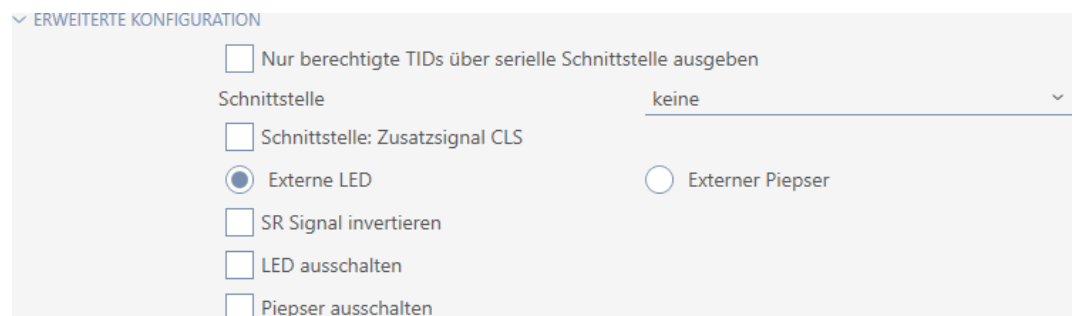 ERWEITERTE KONFIGURATION
Nur berechtigte TIDs über serielle Schnittstelle ausgeben
Schnittstelle keine
Schnittstelle: Zusatzsignal CLS
Externe LED Externer Piepser
SR Signal invertieren
LED ausschalten
Piepser ausschalten